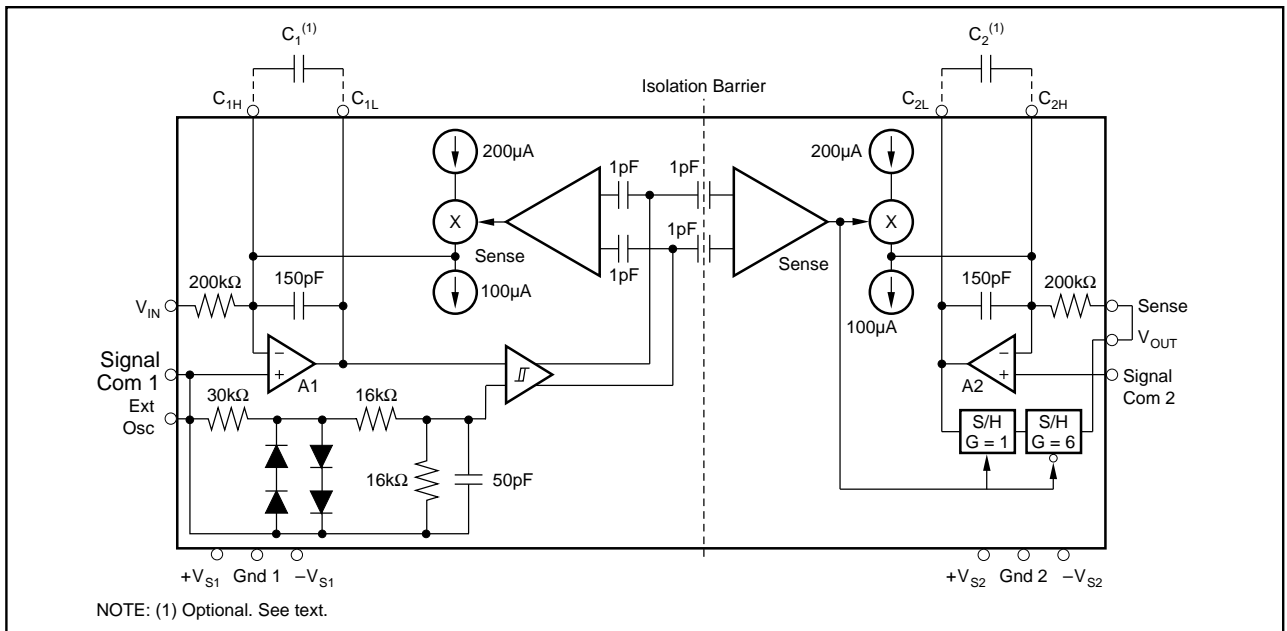 C1(1)
C2(1)
Isolation Barrier
C1H
C1L
C2L
C2H
200µA
1pF
1pF
200µA
X
X
1pF
Sense
1pF
Sense
100µA
100µA
200kΩ
150pF
150pF
200kΩ
VIN
Sense
VOUT
–
+
A1
–
+
A2
Signal
Com 1
Signal
Com 2
Ext
Osc
30kΩ
16kΩ
S/H
G = 1
S/H
G = 6
16kΩ
50pF
+VS1
Gnd 1
–VS1
+VS2
Gnd 2
–VS2
NOTE: (1) Optional. See text.